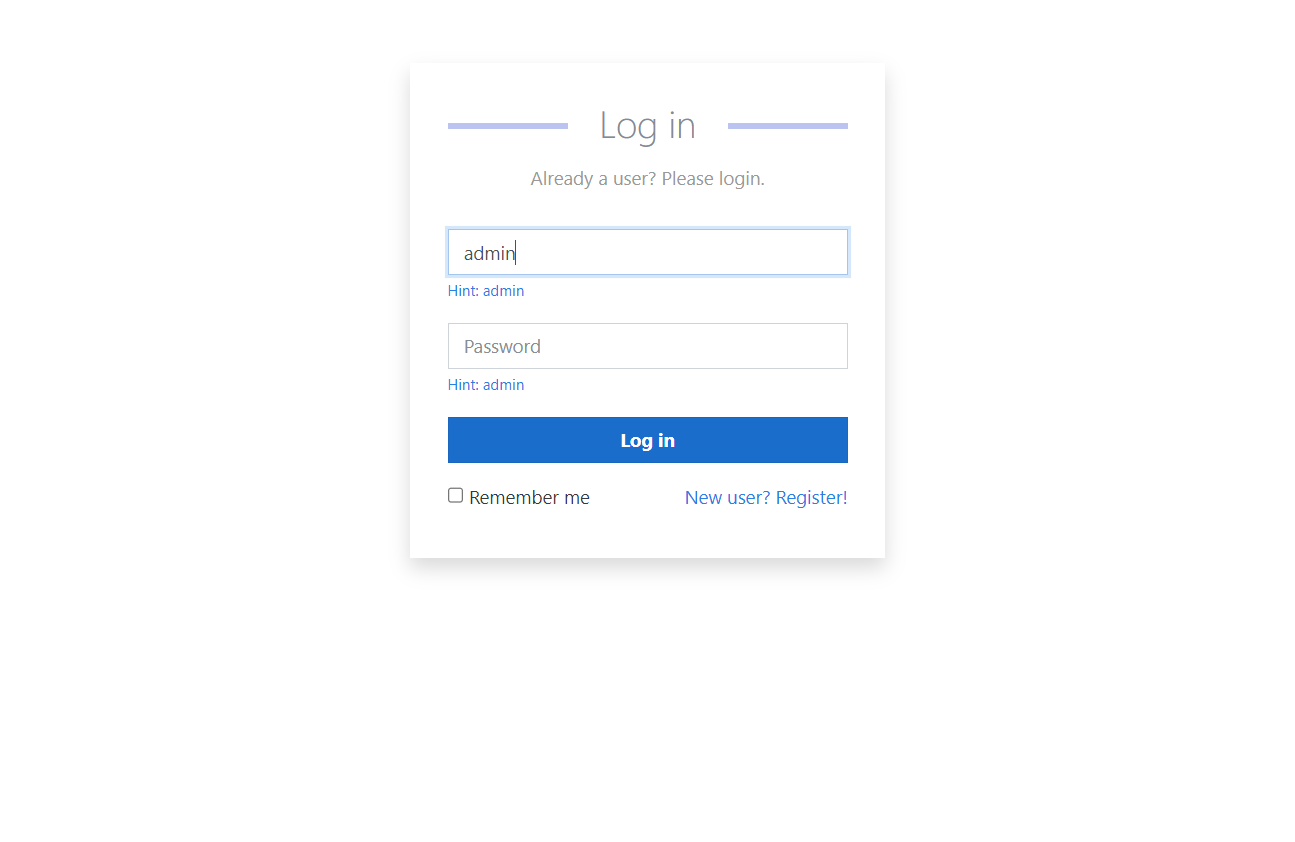 Log in
Already a user? Please login.
admin
Hint: admin
Password
Hint: admin
Log in
Remember me
New user? Register!